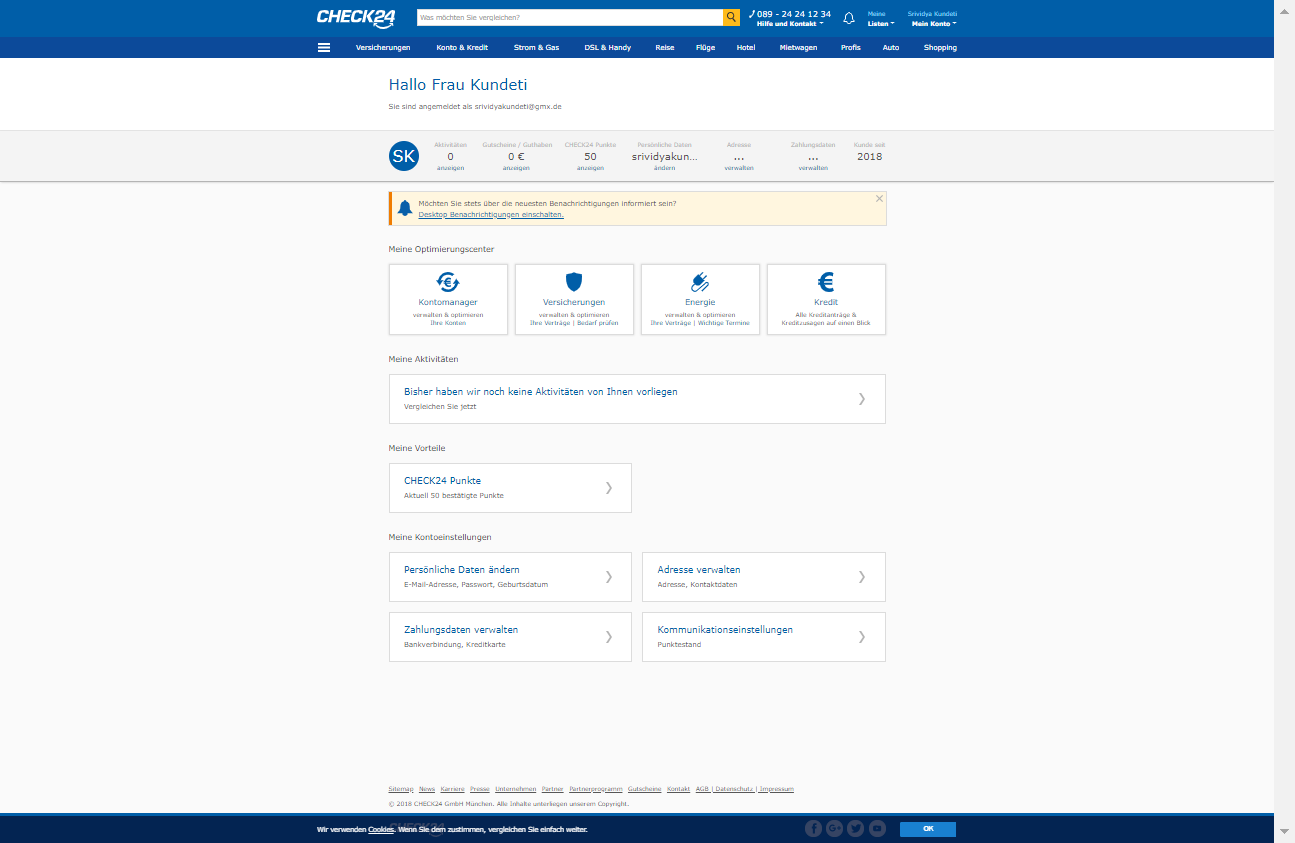 CHECK24
Was möchten Sie vergleichen?
089 - 24 24 12 34
Hilfe und Kontakt
Meine
Listen
Srividya Kundeti
Mein Konto
Versicherungen Konto & Kredit Strom & Gas DSL & Handy Reise Flüge Hotel Mietwagen Profis Auto Shopping
Hallo Frau Kundeti
Sie sind angemeldet als srividyakundeti@gmx.de
SK
Aktivitäten Gutscheine / Guthaben CHECK24 Punkte Persönliche Daten Adresse Zahlungsdaten Kunde seit
0 0 € 50 srividyakun... ... ... 2018
anzeigen anzeigen anzeigen ändern verwalten verwalten
Möchten Sie stets über die neuesten Benachrichtigungen informiert sein?
Desktop Benachrichtigungen einschalten.
Meine Optimierungscenter
Kontomanager
verwalten & optimieren
Ihre Konten
Versicherungen
verwalten & optimieren
Ihre Verträge | Bedarf prüfen
Energie
verwalten & optimieren
Ihre Verträge | Wichtige Termine
Kredit
Alle Kreditanträge &
Kreditzusagen auf einen Blick
Meine Aktivitäten
Bisher haben wir noch keine Aktivitäten von Ihnen vorliegen
Vergleichen Sie jetzt
Meine Vorteile
CHECK24 Punkte
Aktuell 50 bestätigte Punkte
Meine Kontoeinstellungen
Persönliche Daten ändern
E-Mail-Adresse, Passwort, Geburtsdatum
Adresse verwalten
Adresse, Kontaktdaten
Zahlungsdaten verwalten
Bankverbindung, Kreditkarte
Kommunikationseinstellungen
Punktestand
Sitemap News Karriere Presse Unternehmen Partner Partnerprogramm Gutscheine Kontakt AGB | Datenschutz | Impressum
© 2018 CHECK24 GmbH München. Alle Inhalte unterliegen unserem Copyright.
Wir verwenden Cookies. Wenn Sie dem zustimmen, vergleichen Sie einfach weiter.
CHECK24
OK